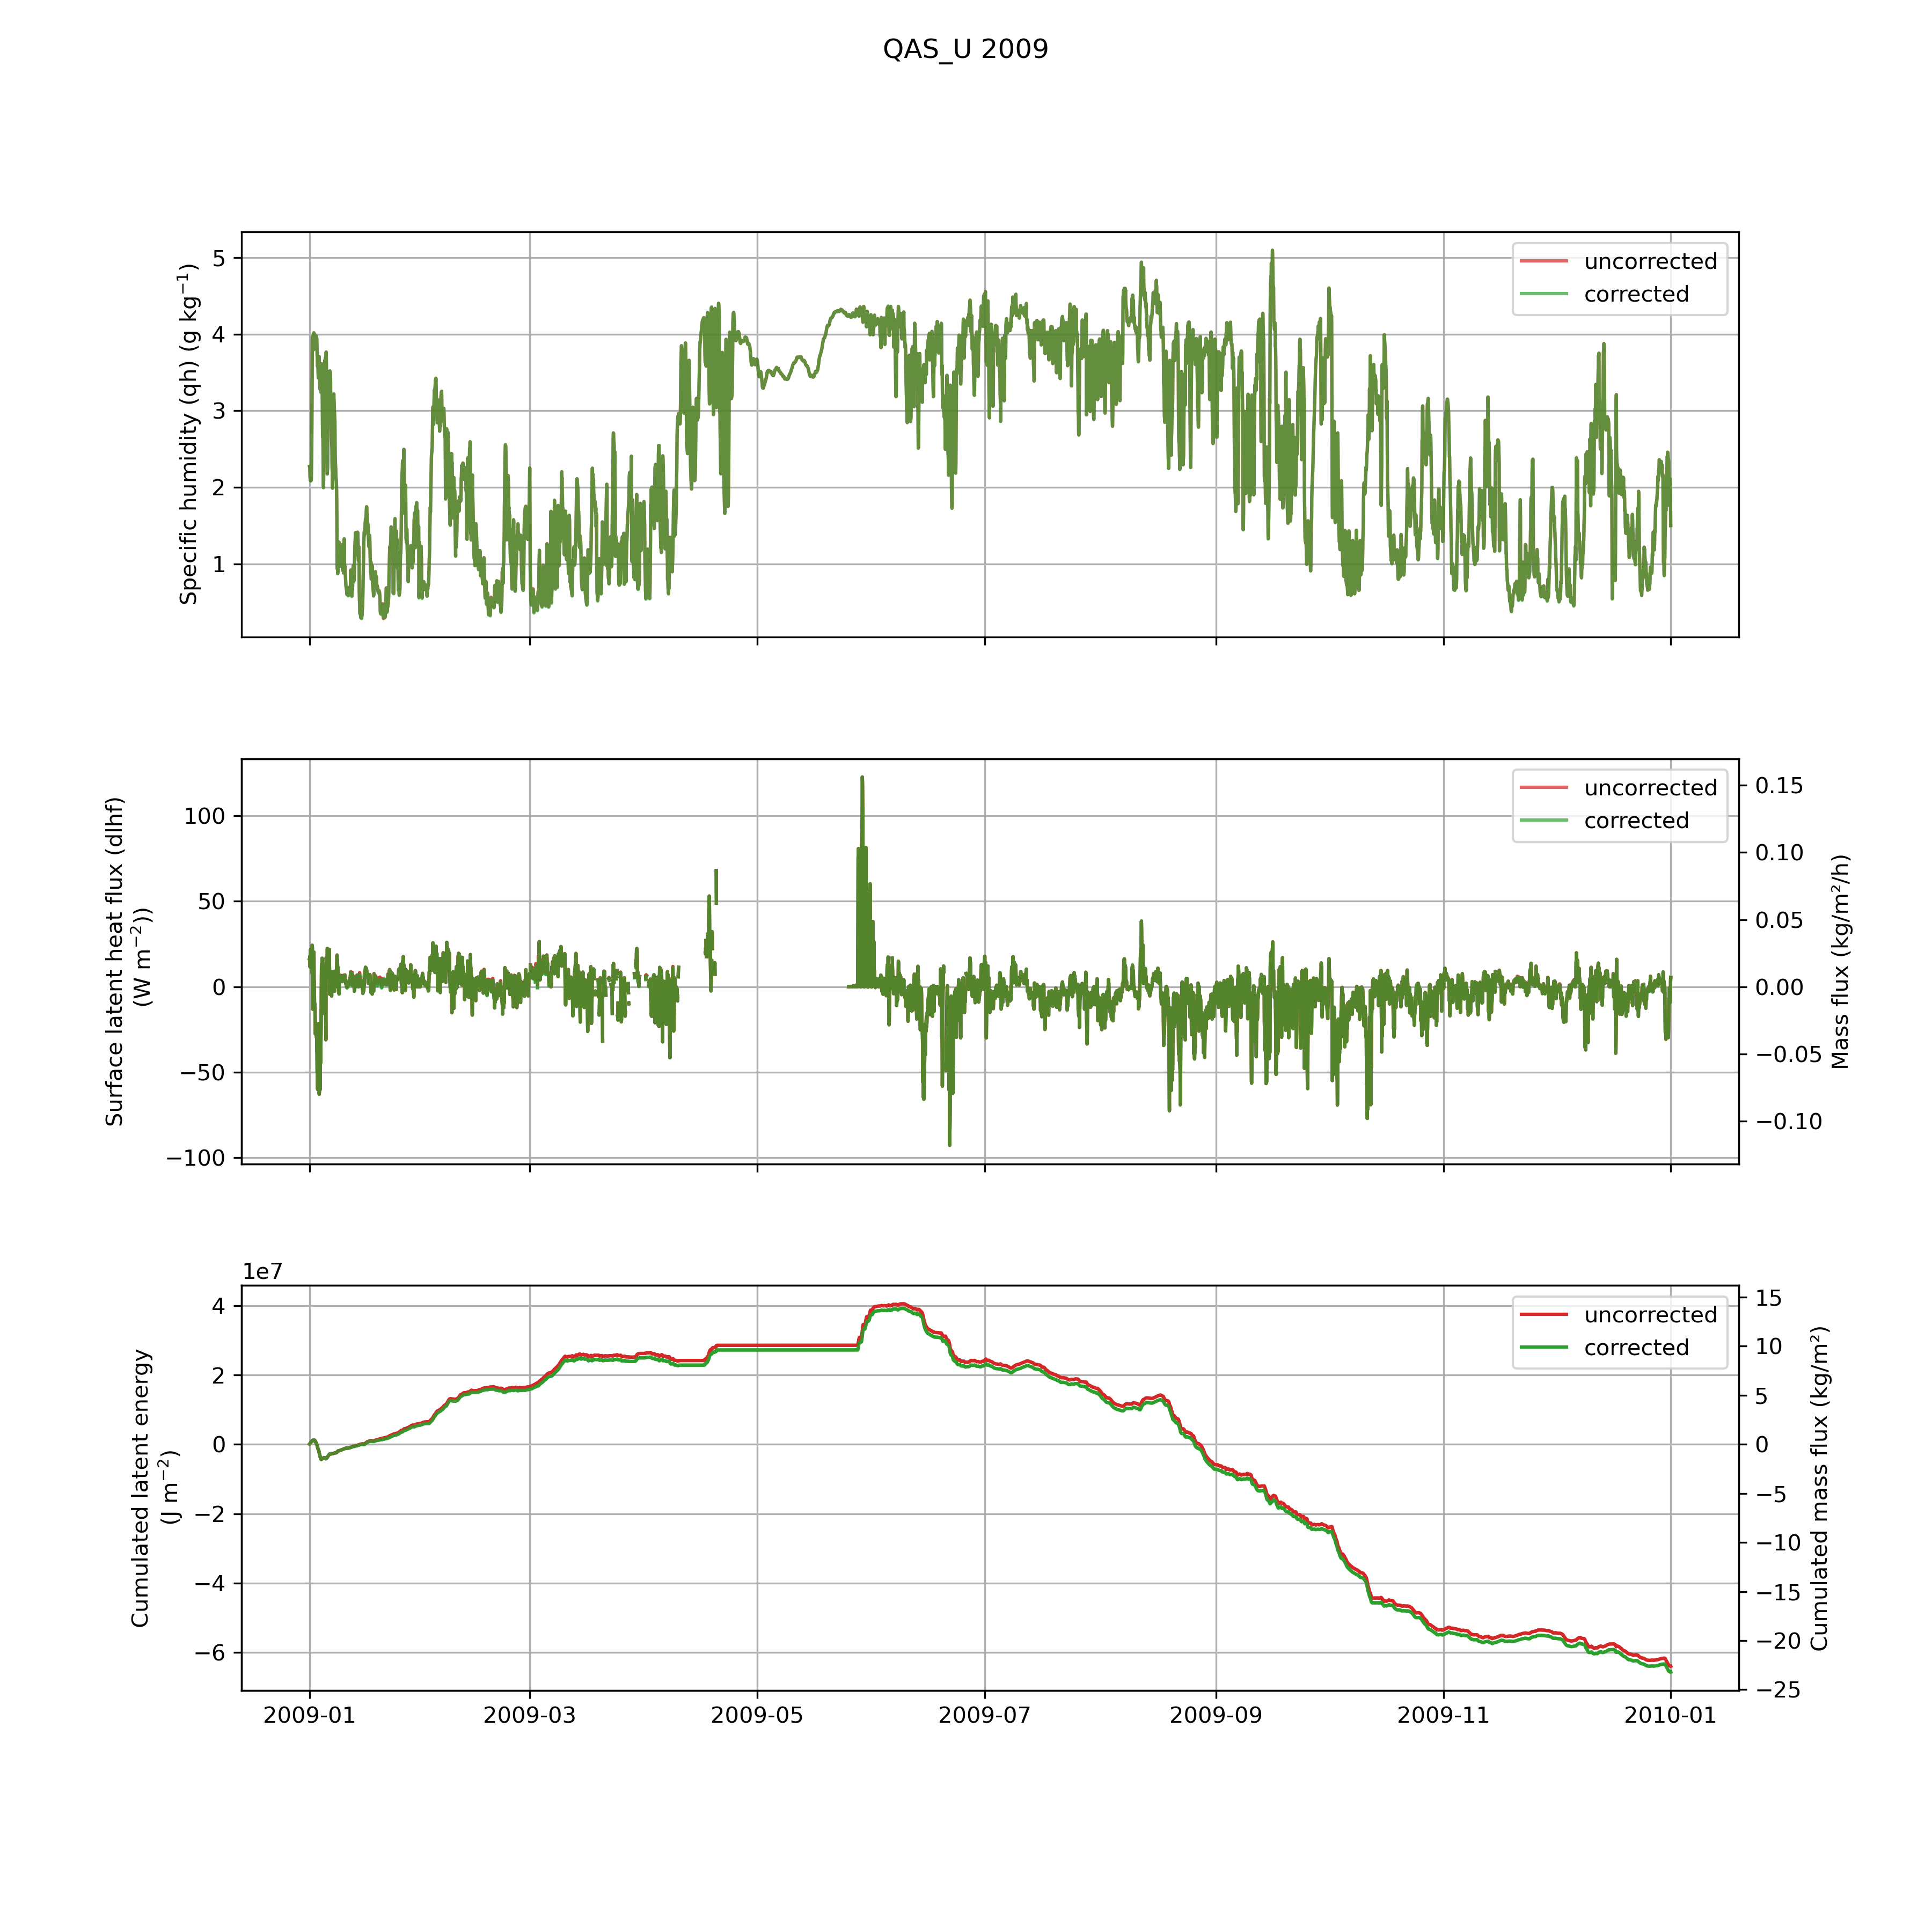 QAS_U 2009
Specific humidity (qh) (g kg⁻¹)
5
4
3
2
1
uncorrected
corrected
Surface latent heat flux (dlhf)
(W m⁻²))
100
50
0
−50
−100
uncorrected
corrected
0.15
0.10
0.05
0.00
−0.05
−0.10
Mass flux (kg/m²/h)
1e7
Cumulated latent energy
(J m⁻²)
4
2
0
−2
−4
−6
uncorrected
corrected
15
10
5
0
−5
−10
−15
−20
−25
Cumulated mass flux (kg/m²)
2009-01
2009-03
2009-05
2009-07
2009-09
2009-11
2010-01